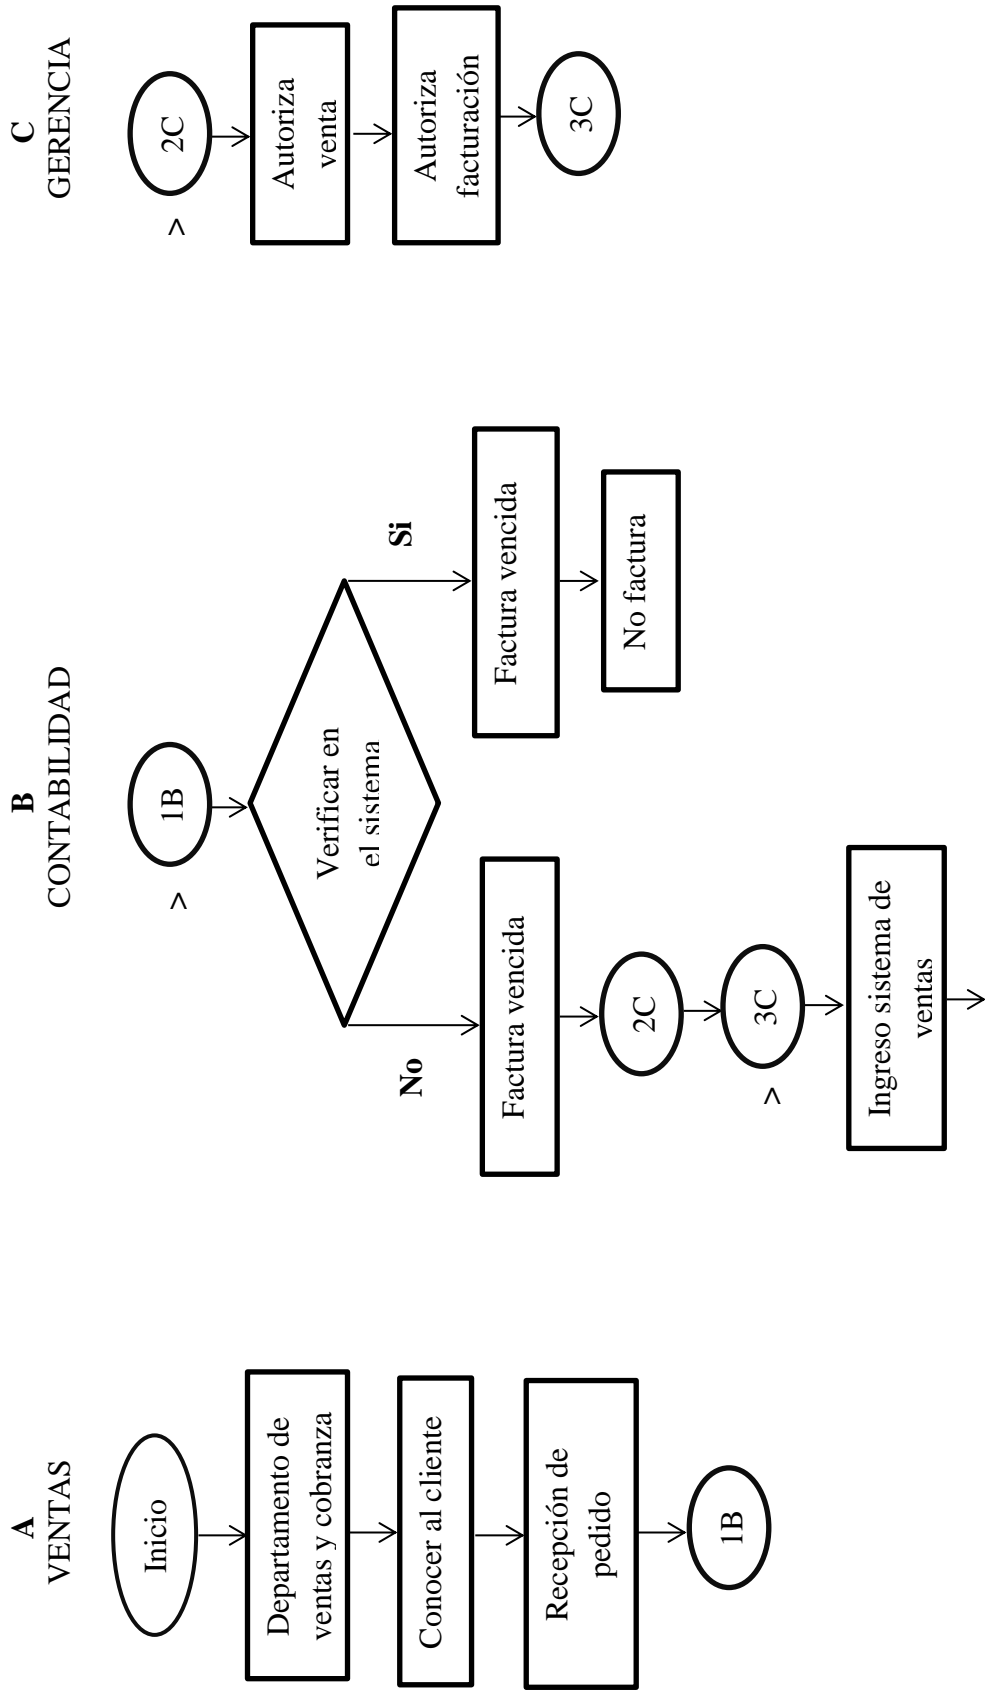 A
VENTAS
Inicio
Departamento de
ventas y cobranza
Conocer al cliente
Recepción de
pedido
1B
B
CONTABILIDAD
>
1B
Verificar en
el sistema
No
Factura vencida
2C
>
3C
Ingreso sistema de
ventas
Si
Factura vencida
No factura
C
GERENCIA
>
2C
Autoriza
venta
Autoriza
facturación
3C